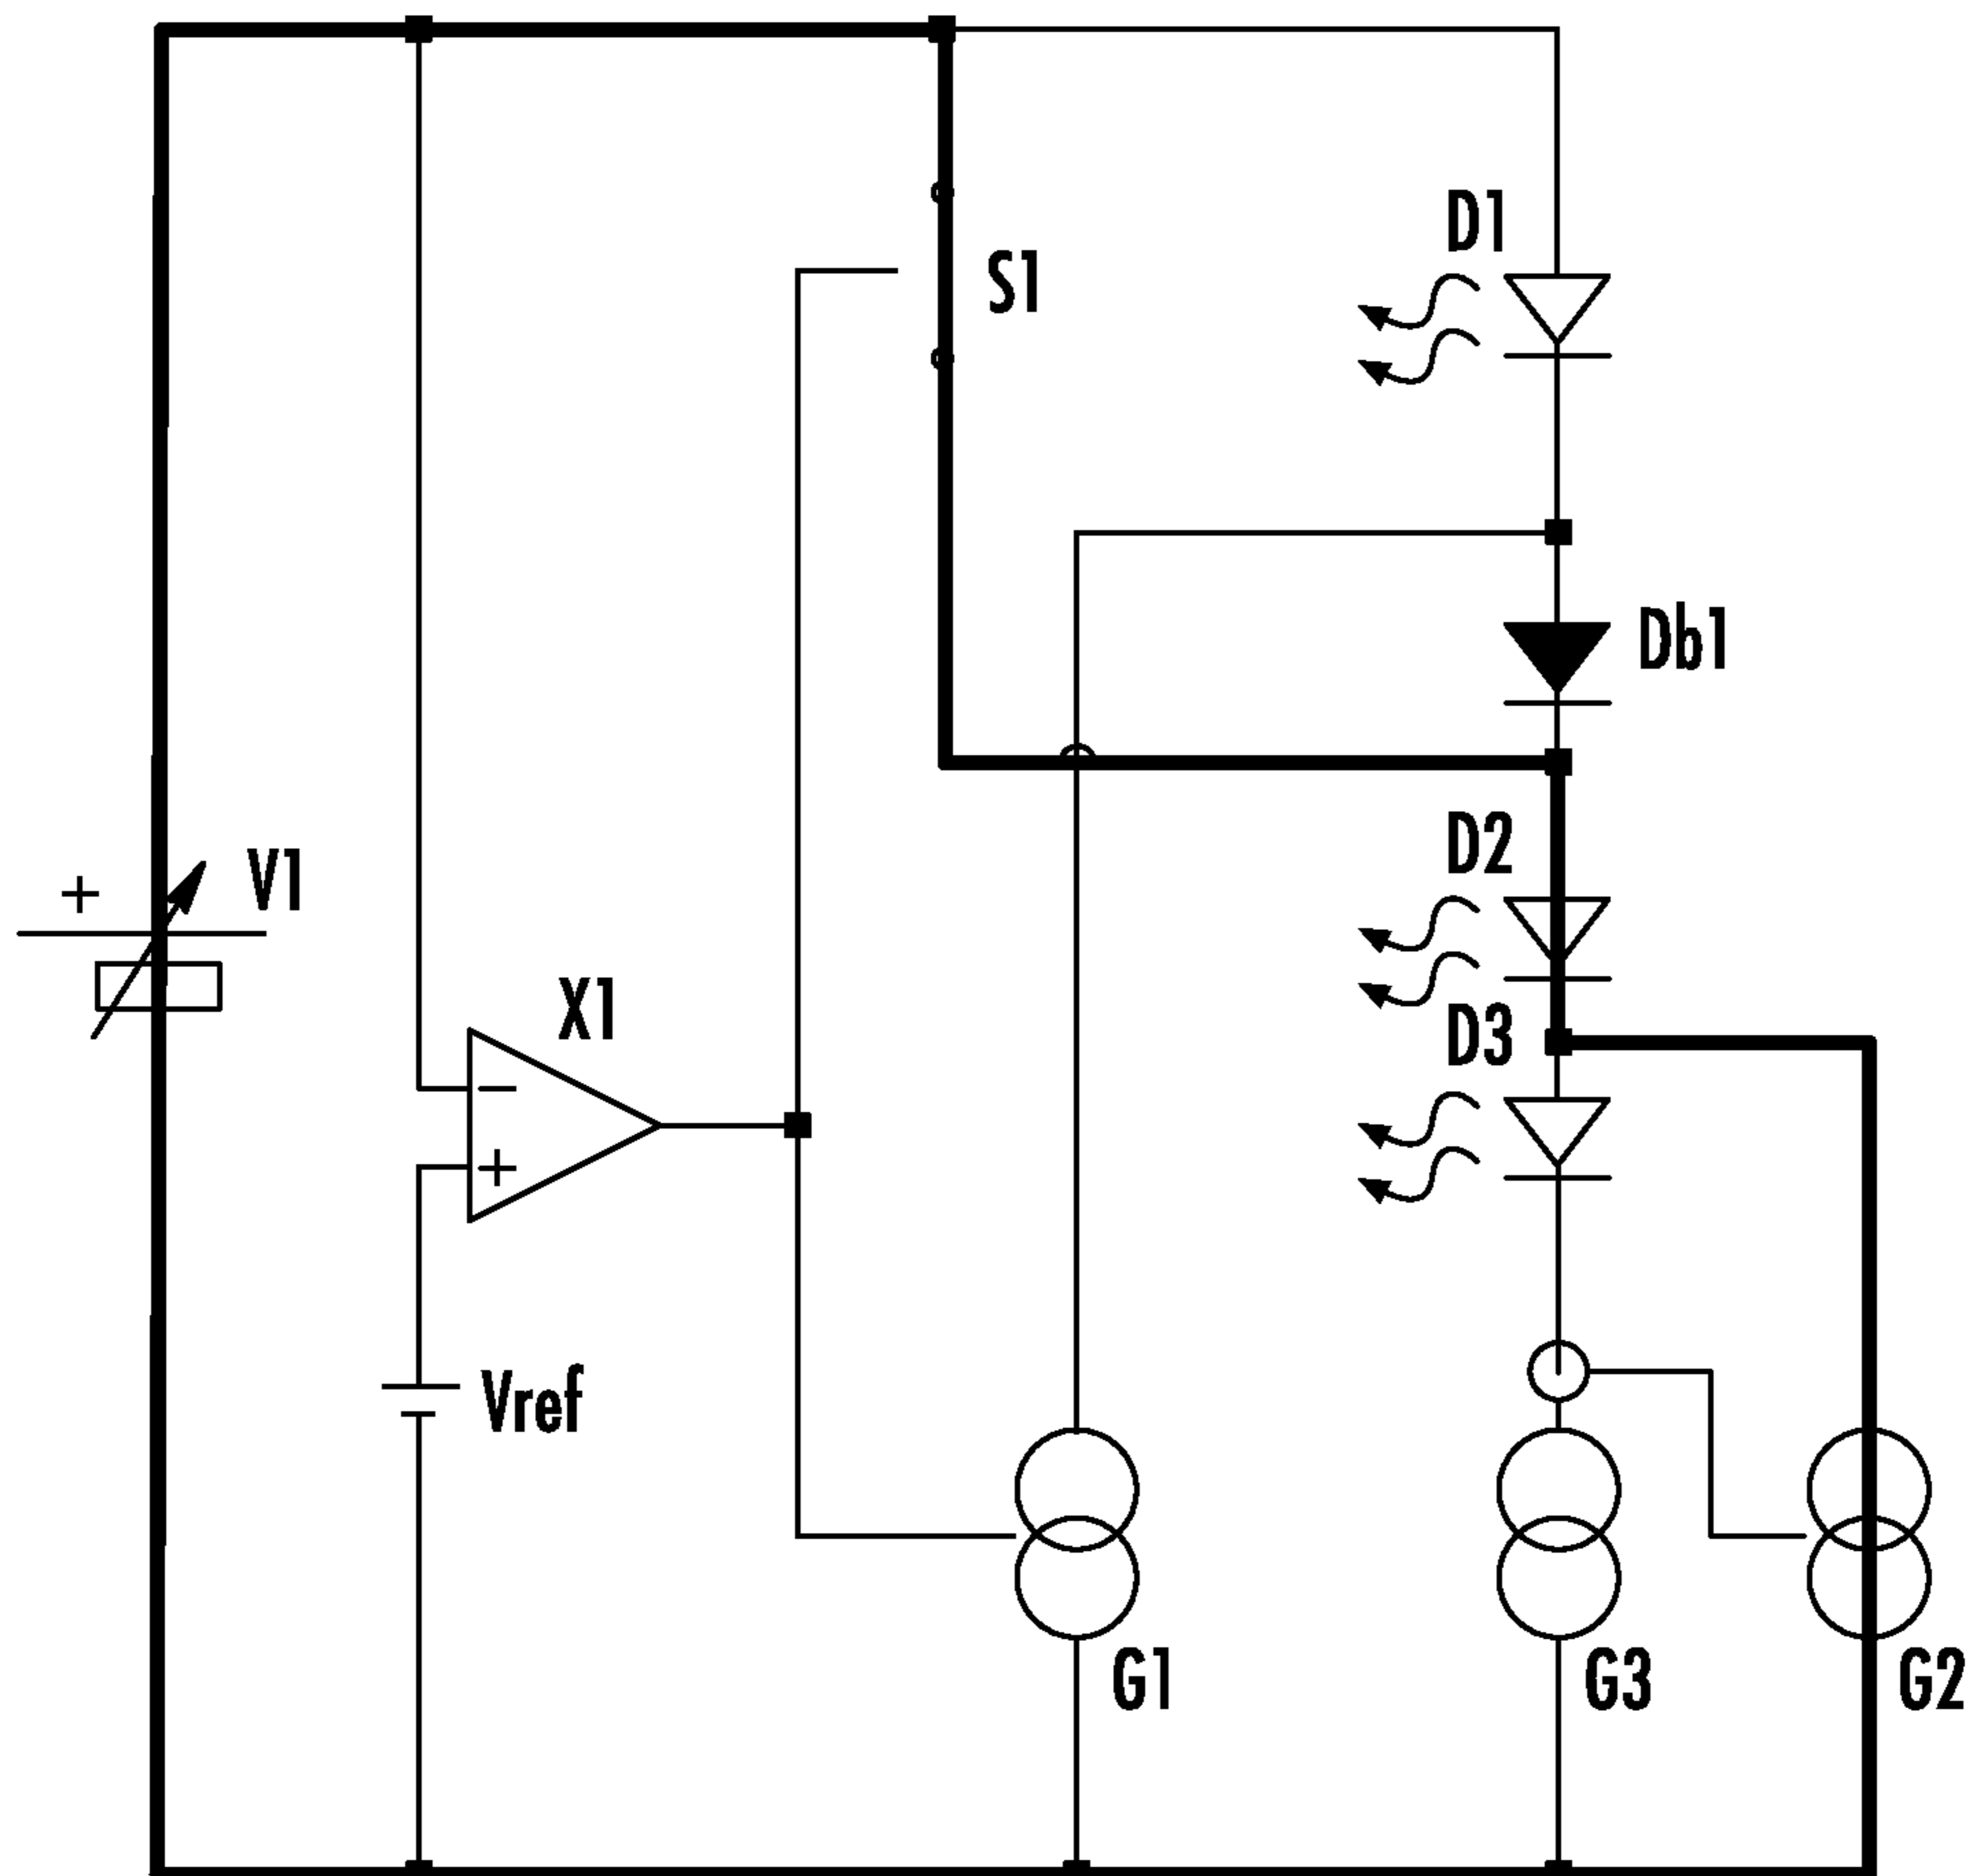 D1
S1
Db1
D2
+ V1
X1
D3
−
+
Vref
G1
G3
G2